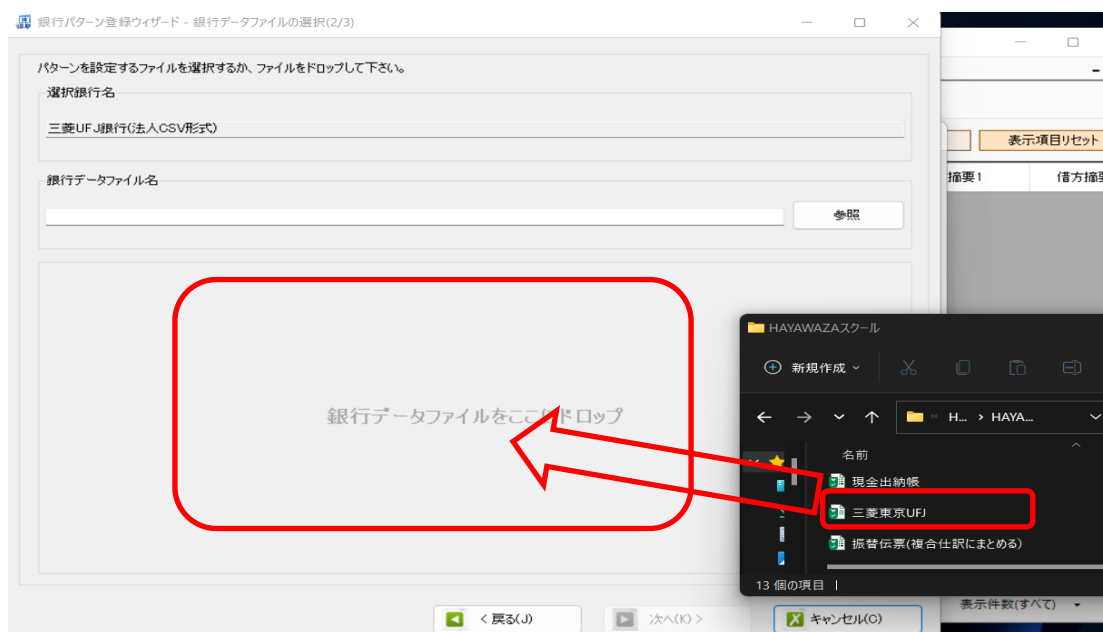 銀行パターン登録ウィザード - 銀行データファイルの選択(2/3)
パターンを設定するファイルを選択するか、ファイルをドロップして下さい。
選択銀行名
三菱UFJ銀行(法人CSV形式)
銀行データファイル名
参照
銀行データファイルをここにドロップ
< 戻る(J)
次へ(K) >
キャンセル(C)
表示項目リセット
摘要1
借方摘要
HAYAWAZAスクール
新規作成
« H... › HAYA...
名前
現金出納帳
三菱東京UFJ
振替伝票(複合仕訳にまとめる)
13 個の項目
表示件数(すべて)